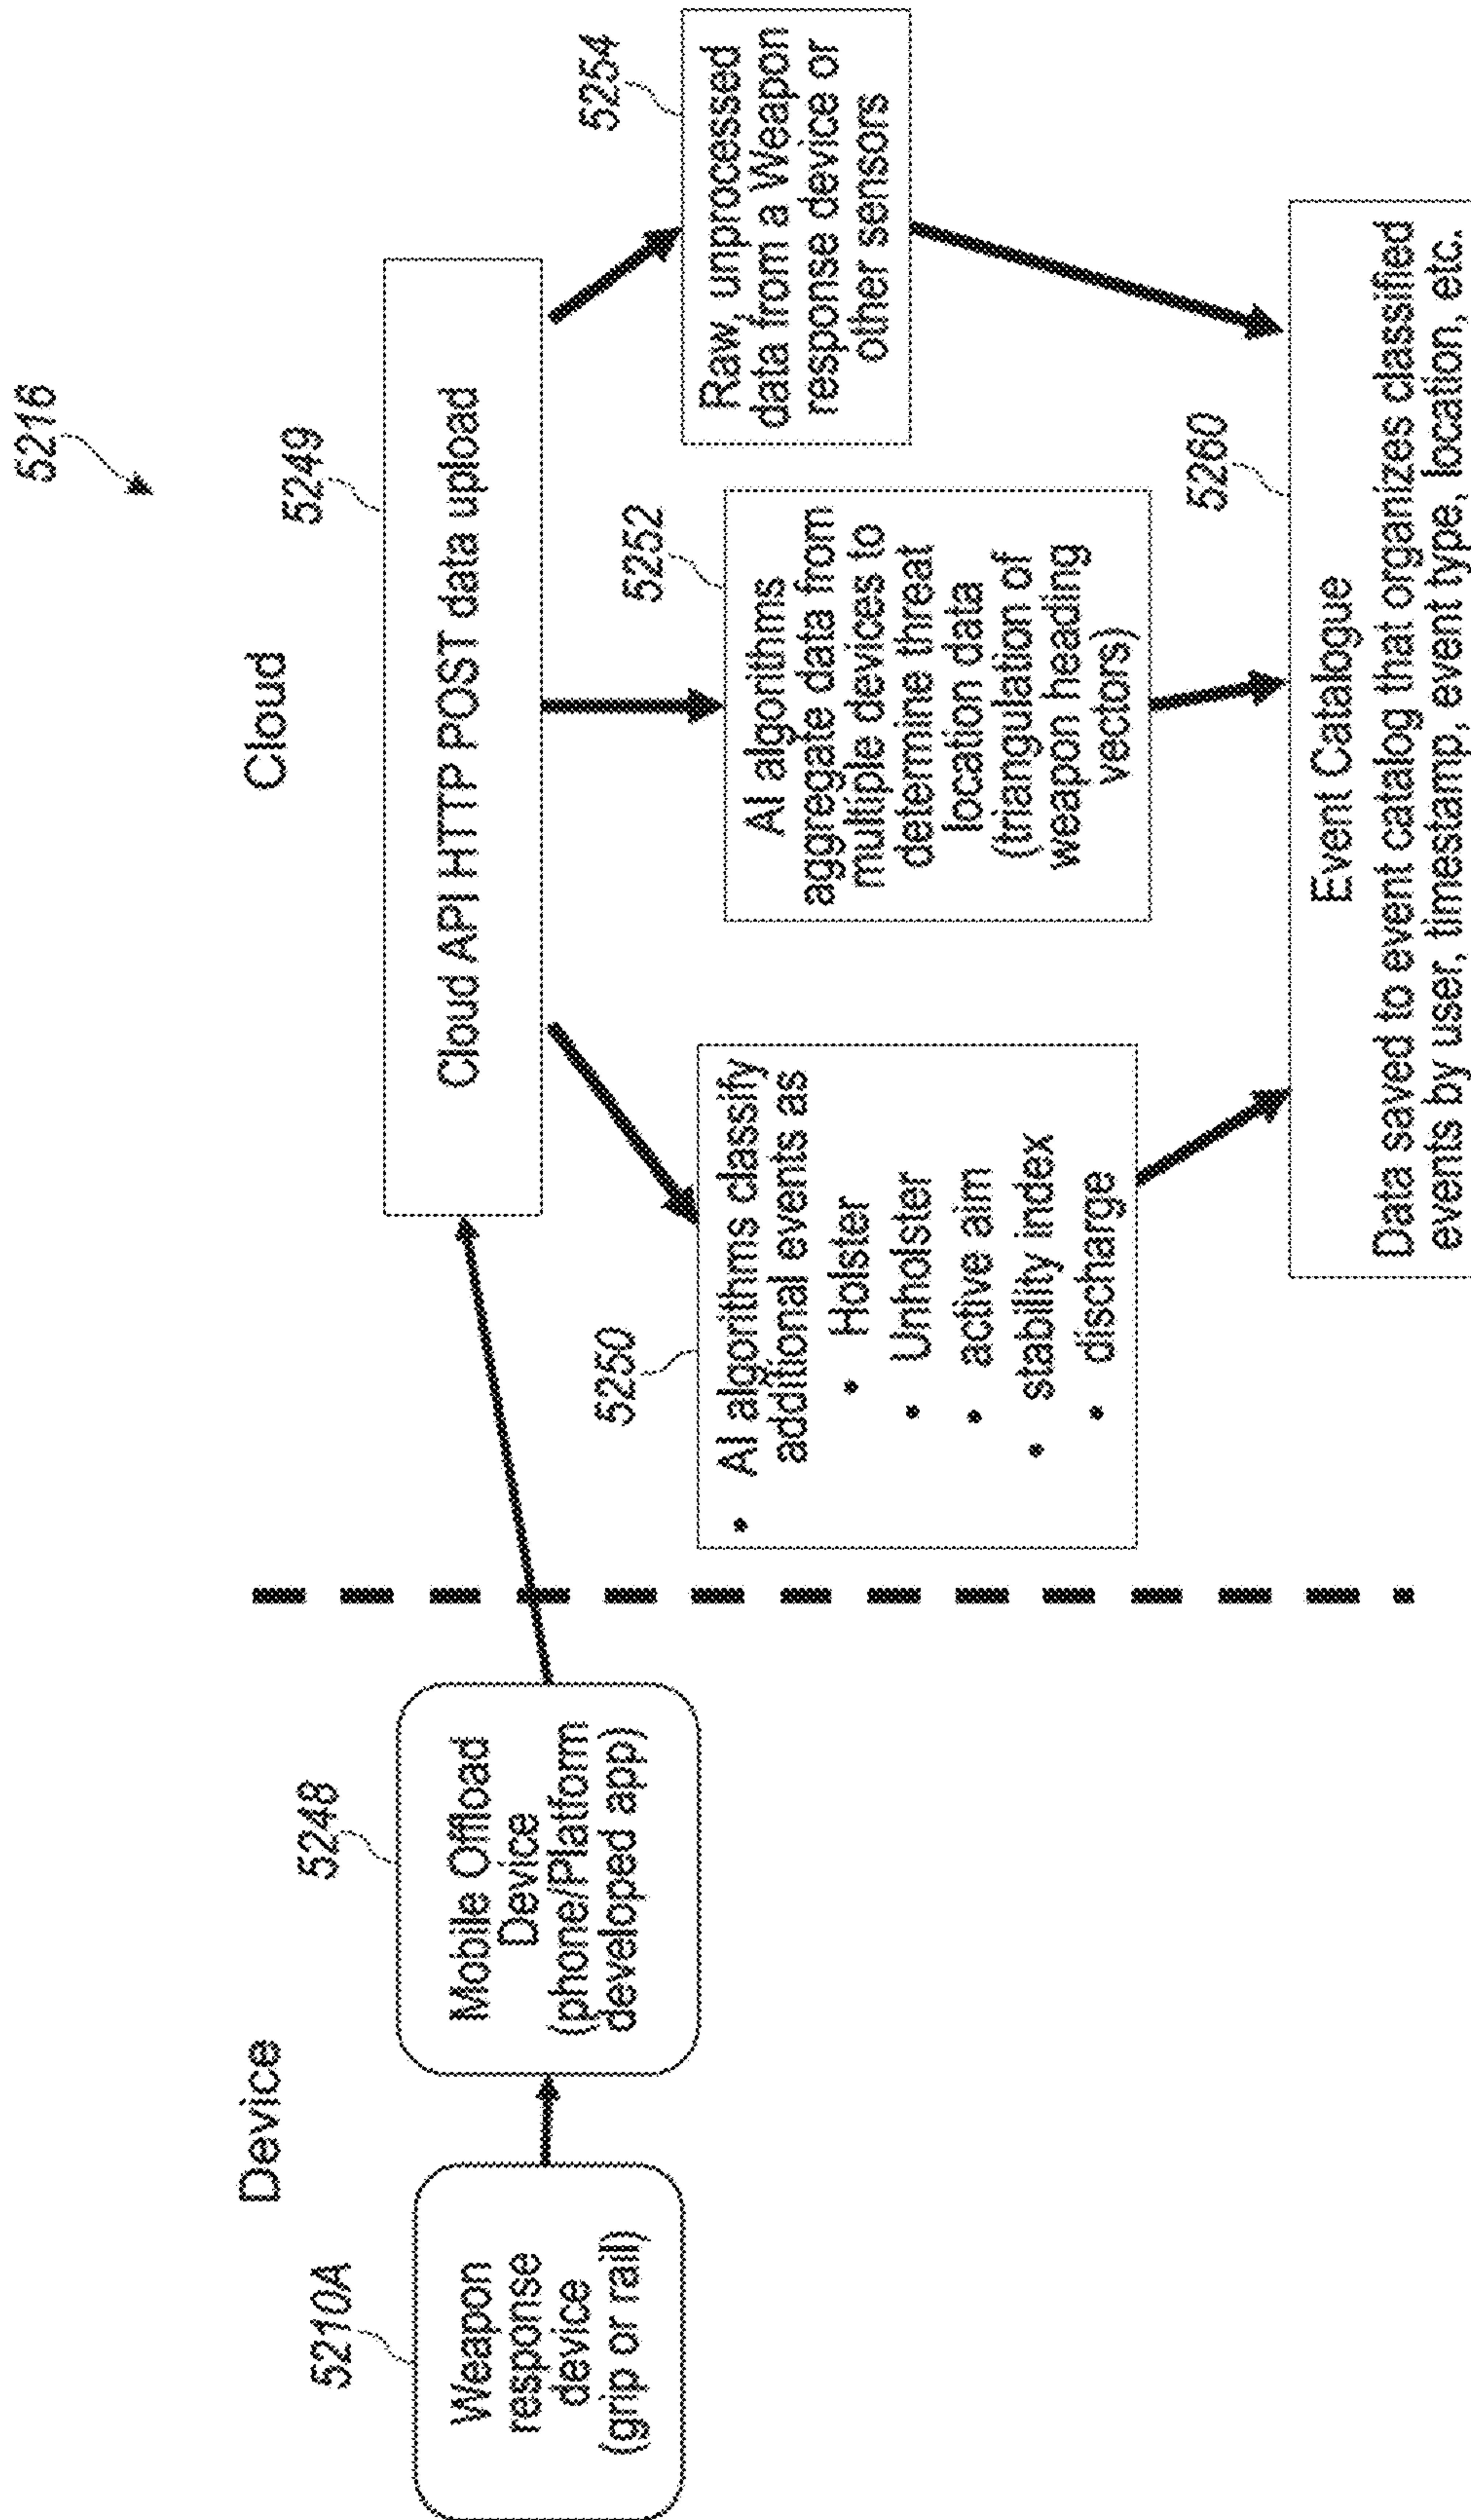 5216
Device
Cloud
5210A
Weapon
response
device
(grip or rail)
5248
Mobile Offload
Device
(phone/Platform
developed app)
5249
Cloud API HTTP POST data upload
5250
• AI algorithms classify
additional events as
• Holster
• Unholster
• active aim
• stability index
• discharge
5252
AI algorithms
aggregate data from
multiple devices to
determine threat
location data
(triangulation of
weapon heading
vectors)
5254
Raw, unprocessed
data from a Weapon
response device or
other sensors
5260
Event Catalogue
Data saved to event catalog that organizes classified
events by user, timestamp, event type, location, etc.